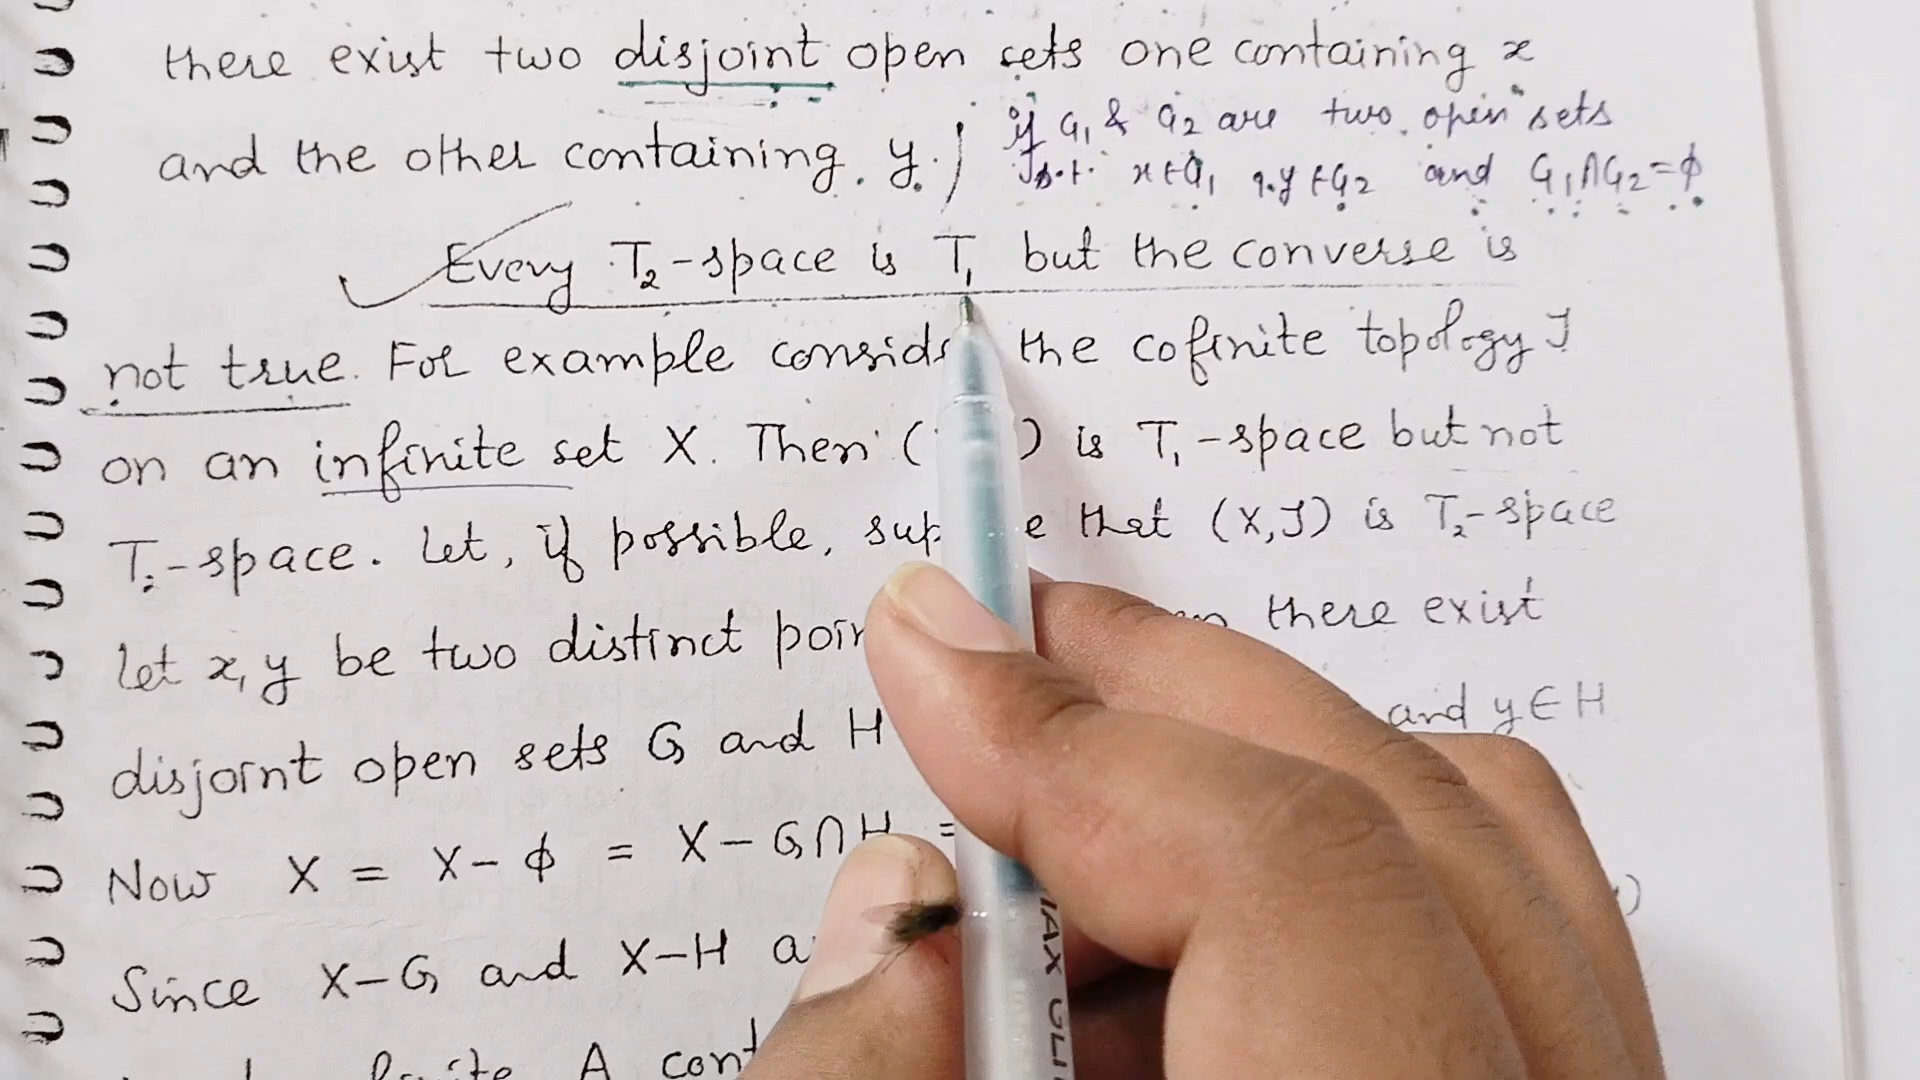 there exist two disjoint open sets one containing x
and the other containing y.
if G1 & G2 are two open sets
s.t. x∈G1 & y∈G2 and G1∩G2=ϕ
Every T2-space is T1 but the converse is
not true. For example the cofinite topology J
on an infinite set X. Then ( ) is T1-space but not
T2-space. Let, if possible, that (X,J) is T2-space
Let x, y be two distinct there exist
disjoint open sets G and H and y∈H
Now X = X-ϕ = X-G∩H =
Since X-G and X-H
A